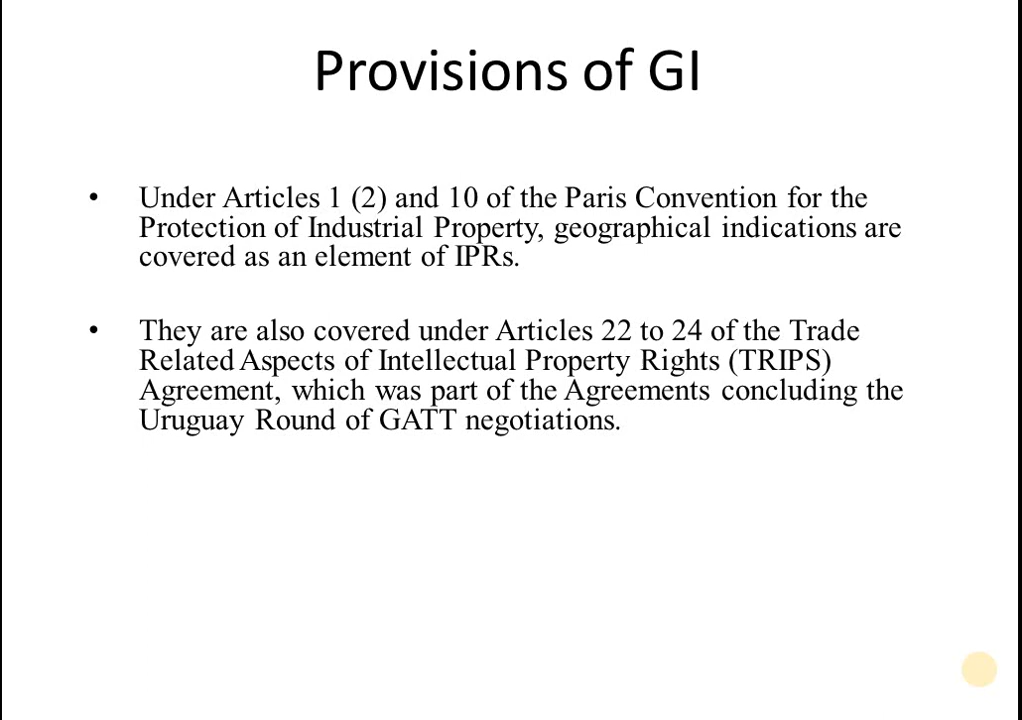 Provisions of GI
• Under Articles 1 (2) and 10 of the Paris Convention for the
Protection of Industrial Property, geographical indications are
covered as an element of IPRs.
• They are also covered under Articles 22 to 24 of the Trade
Related Aspects of Intellectual Property Rights (TRIPS)
Agreement, which was part of the Agreements concluding the
Uruguay Round of GATT negotiations.